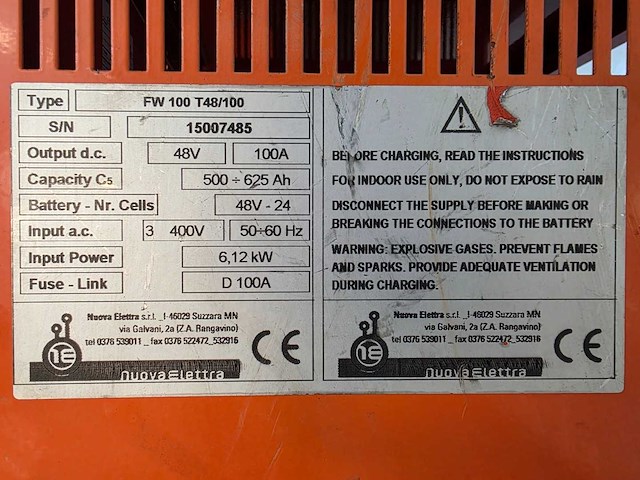 Type FW 100 T48/100
S/N 15007485
Output d.c. 48V 100A
Capacity C5 500 ÷ 625 Ah
Battery - Nr. Cells 48V - 24
Input a.c. 3 400V 50÷60 Hz
Input Power 6,12 kW
Fuse - Link D 100A
Nuova Elettra s.r.l. _I-46029 Suzzara MN
via Galvani, 2a (Z.A. Rangavino)
tel 0376 539011 _ fax 0376 522472_532916
CE
1E
nuovaElettra
BEFORE CHARGING, READ THE INSTRUCTIONS
FOR INDOOR USE ONLY, DO NOT EXPOSE TO RAIN
DISCONNECT THE SUPPLY BEFORE MAKING OR
BREAKING THE CONNECTIONS TO THE BATTERY
WARNING: EXPLOSIVE GASES. PREVENT FLAMES
AND SPARKS. PROVIDE ADEQUATE VENTILATION
DURING CHARGING.
Nuova Elettra s.r.l. _I-46029 Suzzara MN
via Galvani, 2a (Z.A. Rangavino)
tel 0376 539011 _ fax 0376 522472_532916
CE
1E
nuovaElettra